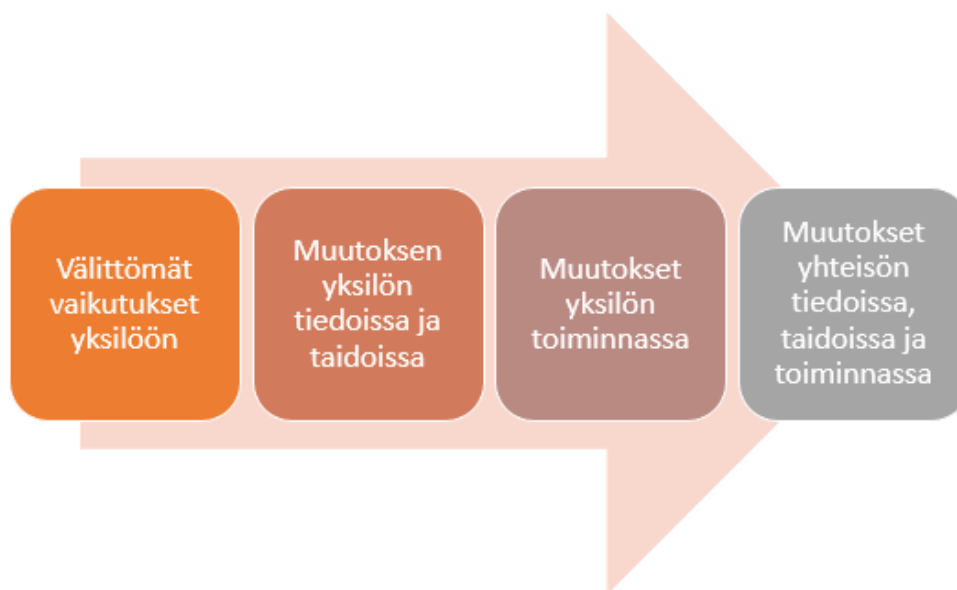 Välittömät
vaikutukset
yksilöön
Muutoksen
yksilön
tiedoissa ja
taidoissa
Muutokset
yksilön
toiminnassa
Muutokset
yhteisön
tiedoissa,
taidoissa ja
toiminnassa